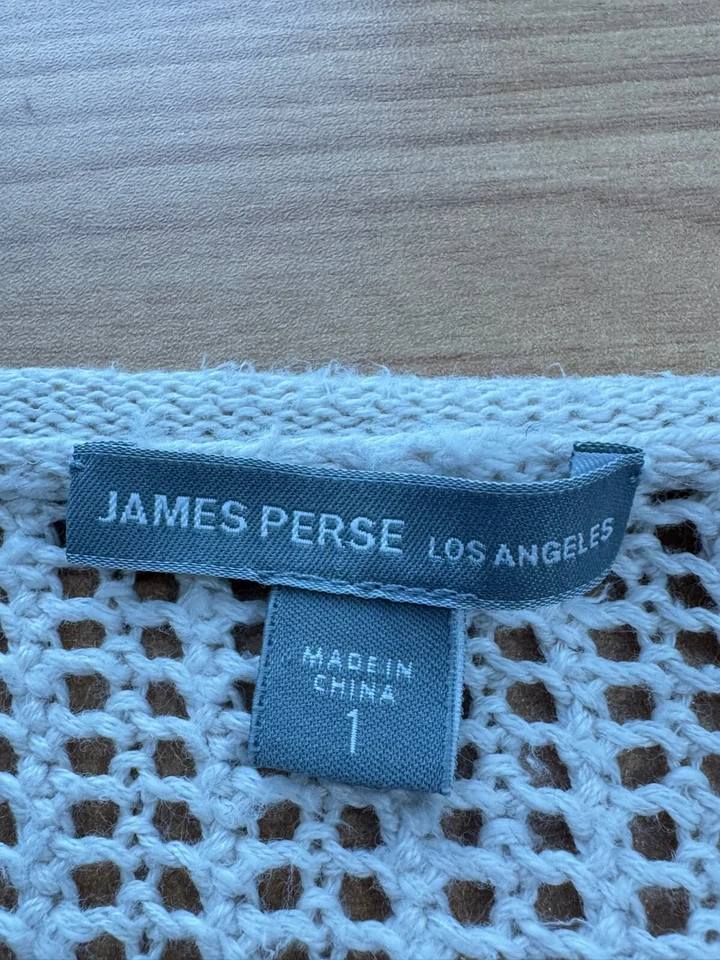 JAMES PERSE LOS ANGELES
MADE IN
CHINA
1